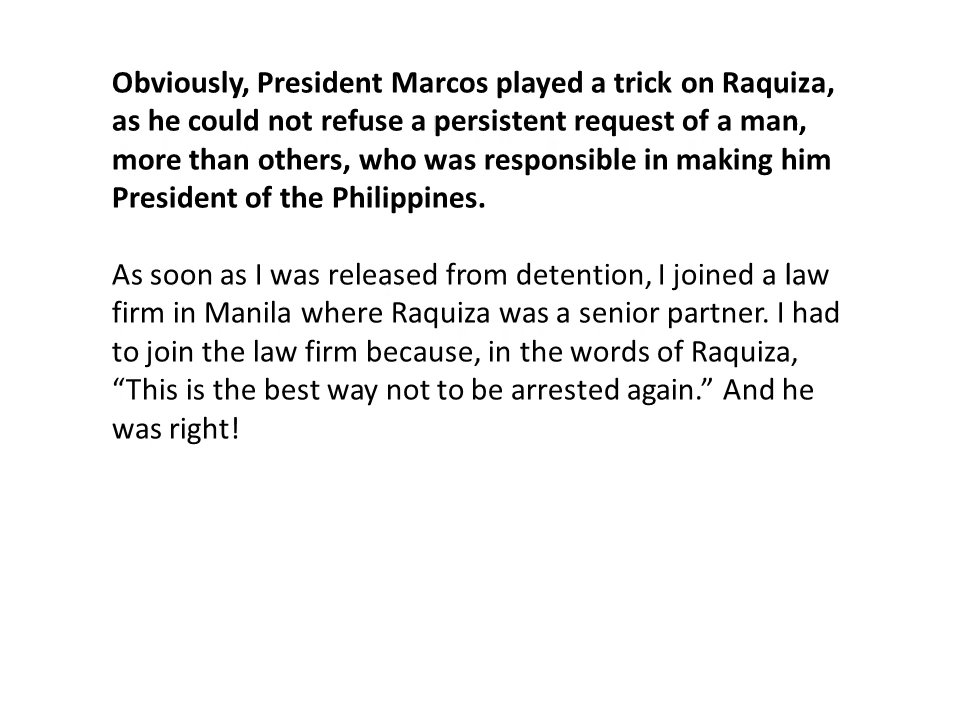 Obviously, President Marcos played a trick on Raquiza,
as he could not refuse a persistent request of a man,
more than others, who was responsible in making him
President of the Philippines.
As soon as I was released from detention, I joined a law
firm in Manila where Raquiza was a senior partner. I had
to join the law firm because, in the words of Raquiza,
“This is the best way not to be arrested again.” And he
was right!